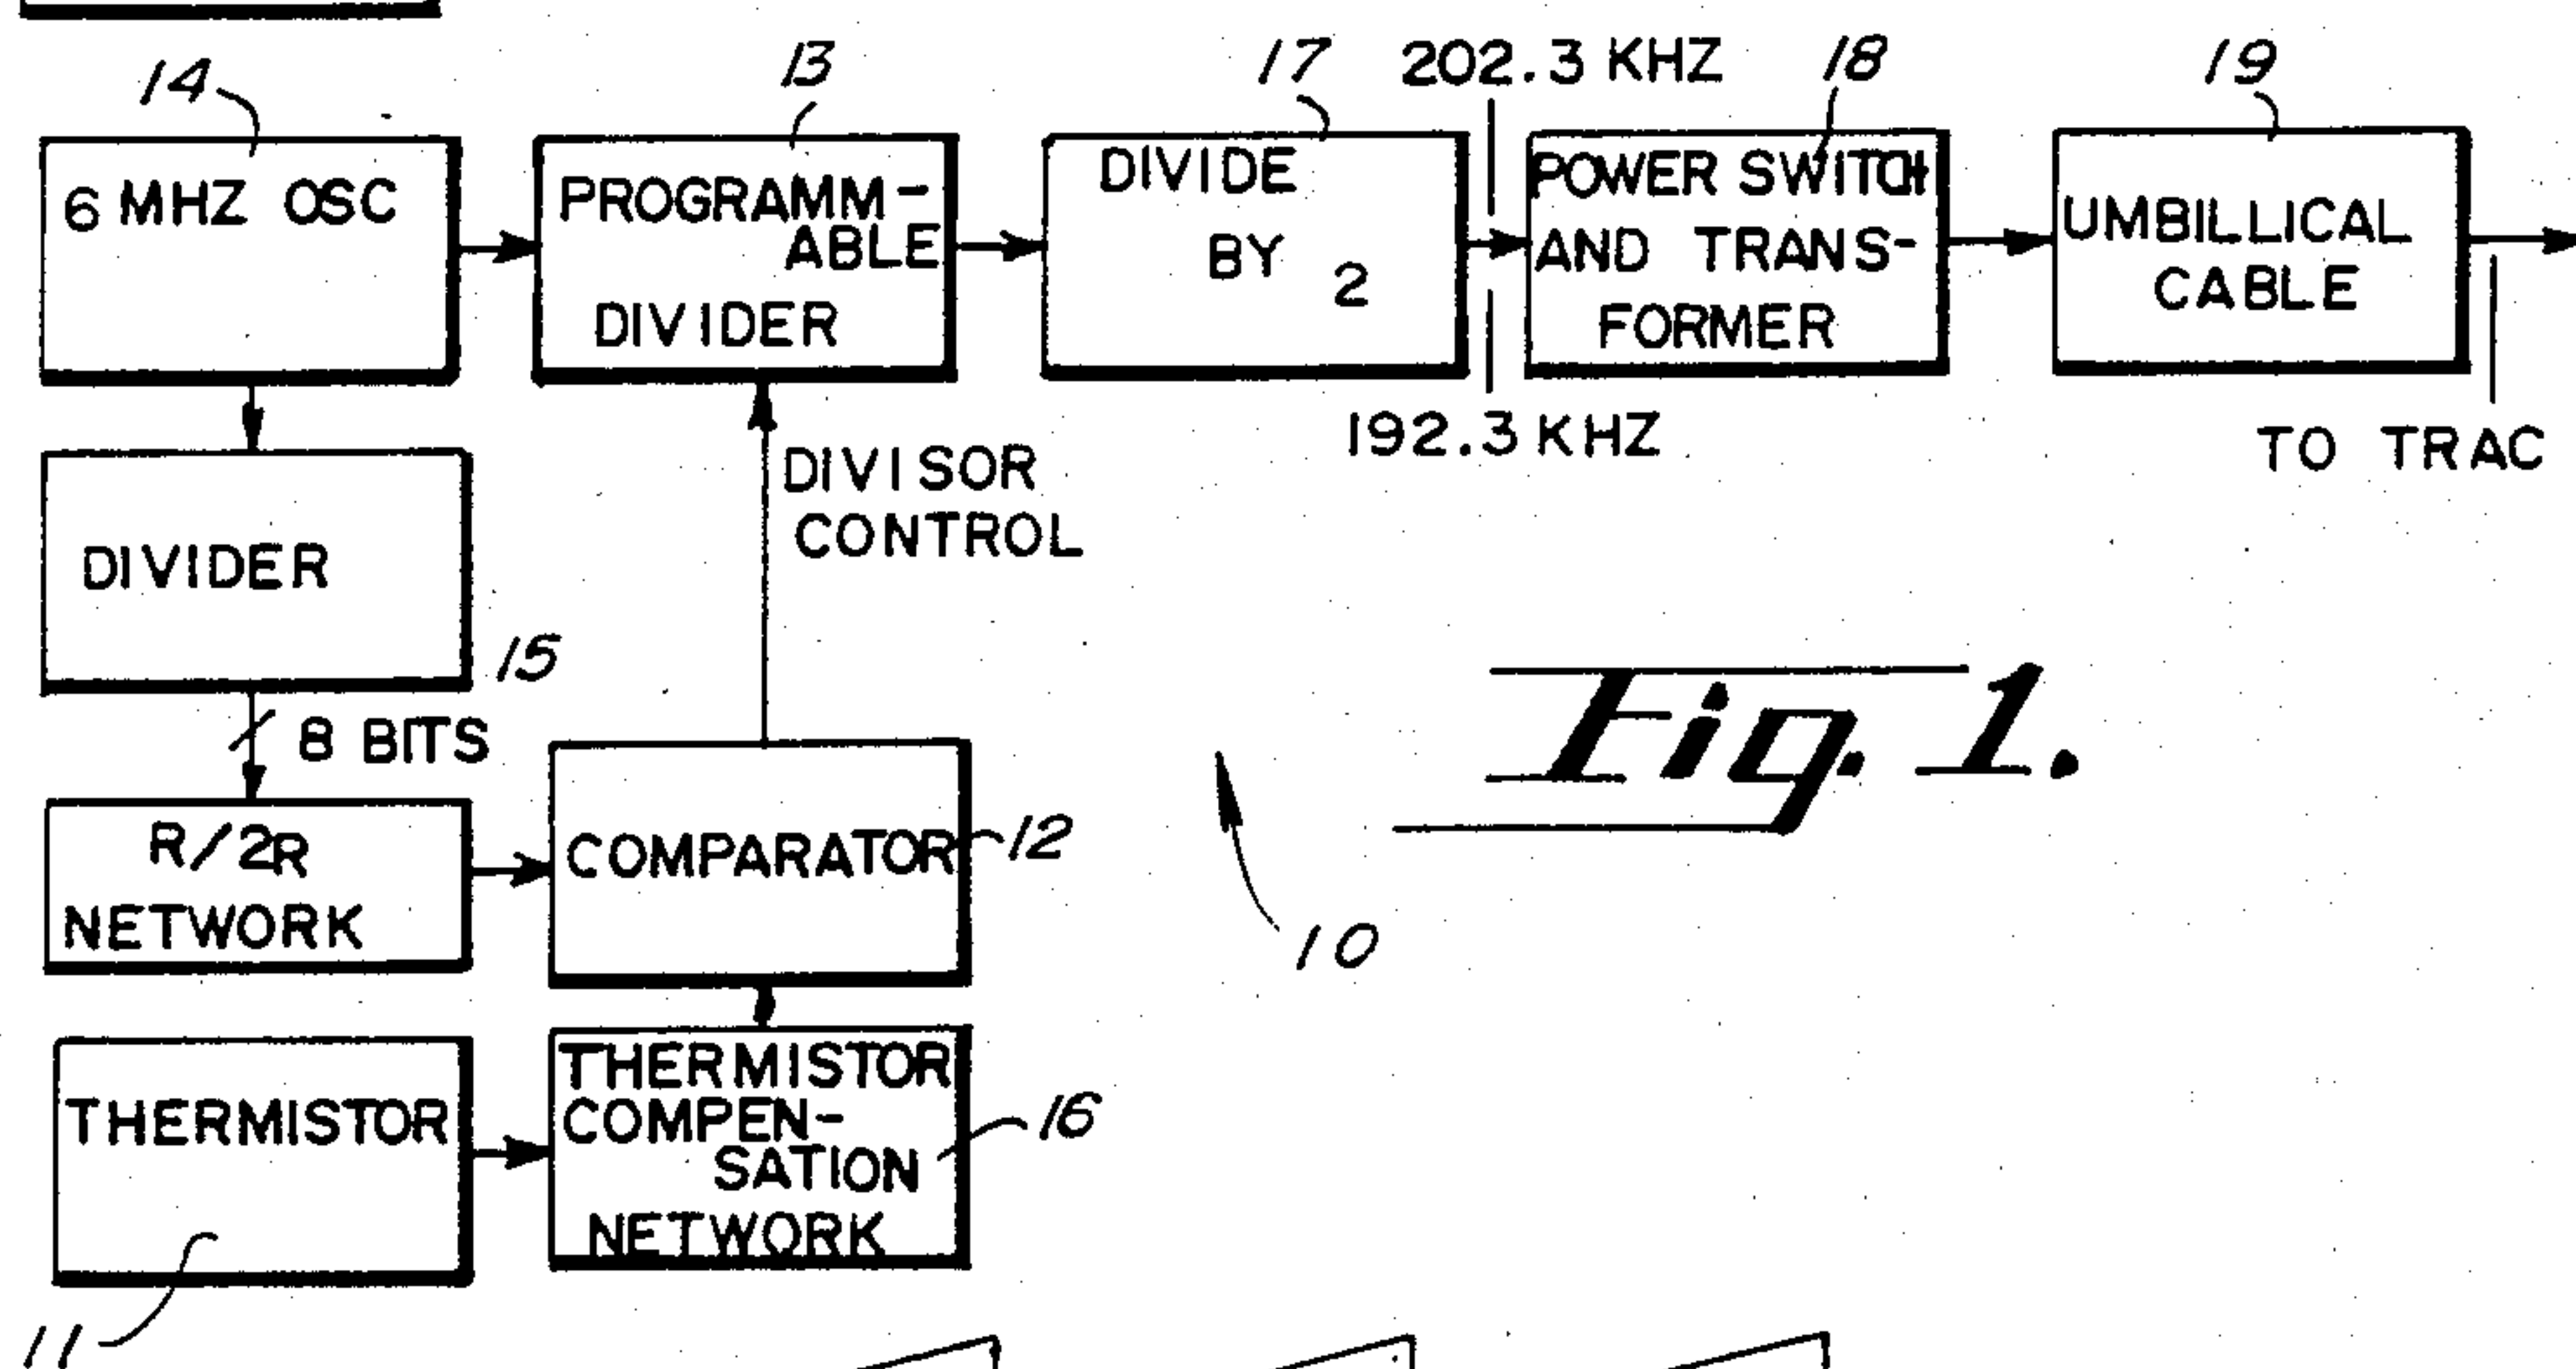 14
13
17
202.3 KHZ
18
19
6 MHZ OSC
PROGRAMM-
ABLE
DIVIDER
DIVIDE
BY 2
POWER SWITCH
AND TRANS-
FORMER
UMBILLICAL
CABLE
192.3 KHZ
TO TRAC
DIVISOR
CONTROL
DIVIDER
15
8 BITS
R/2R
NETWORK
COMPARATOR
12
10
Fig. 1.
THERMISTOR
11
THERMISTOR
COMPEN-
SATION
NETWORK
16